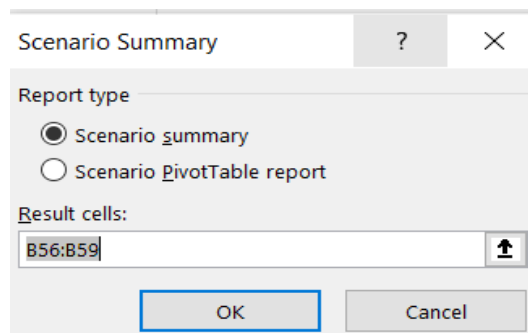 Scenario Summary ?
Report type
Scenario summary
Scenario PivotTable report
Result cells:
B56:B59
OK Cancel